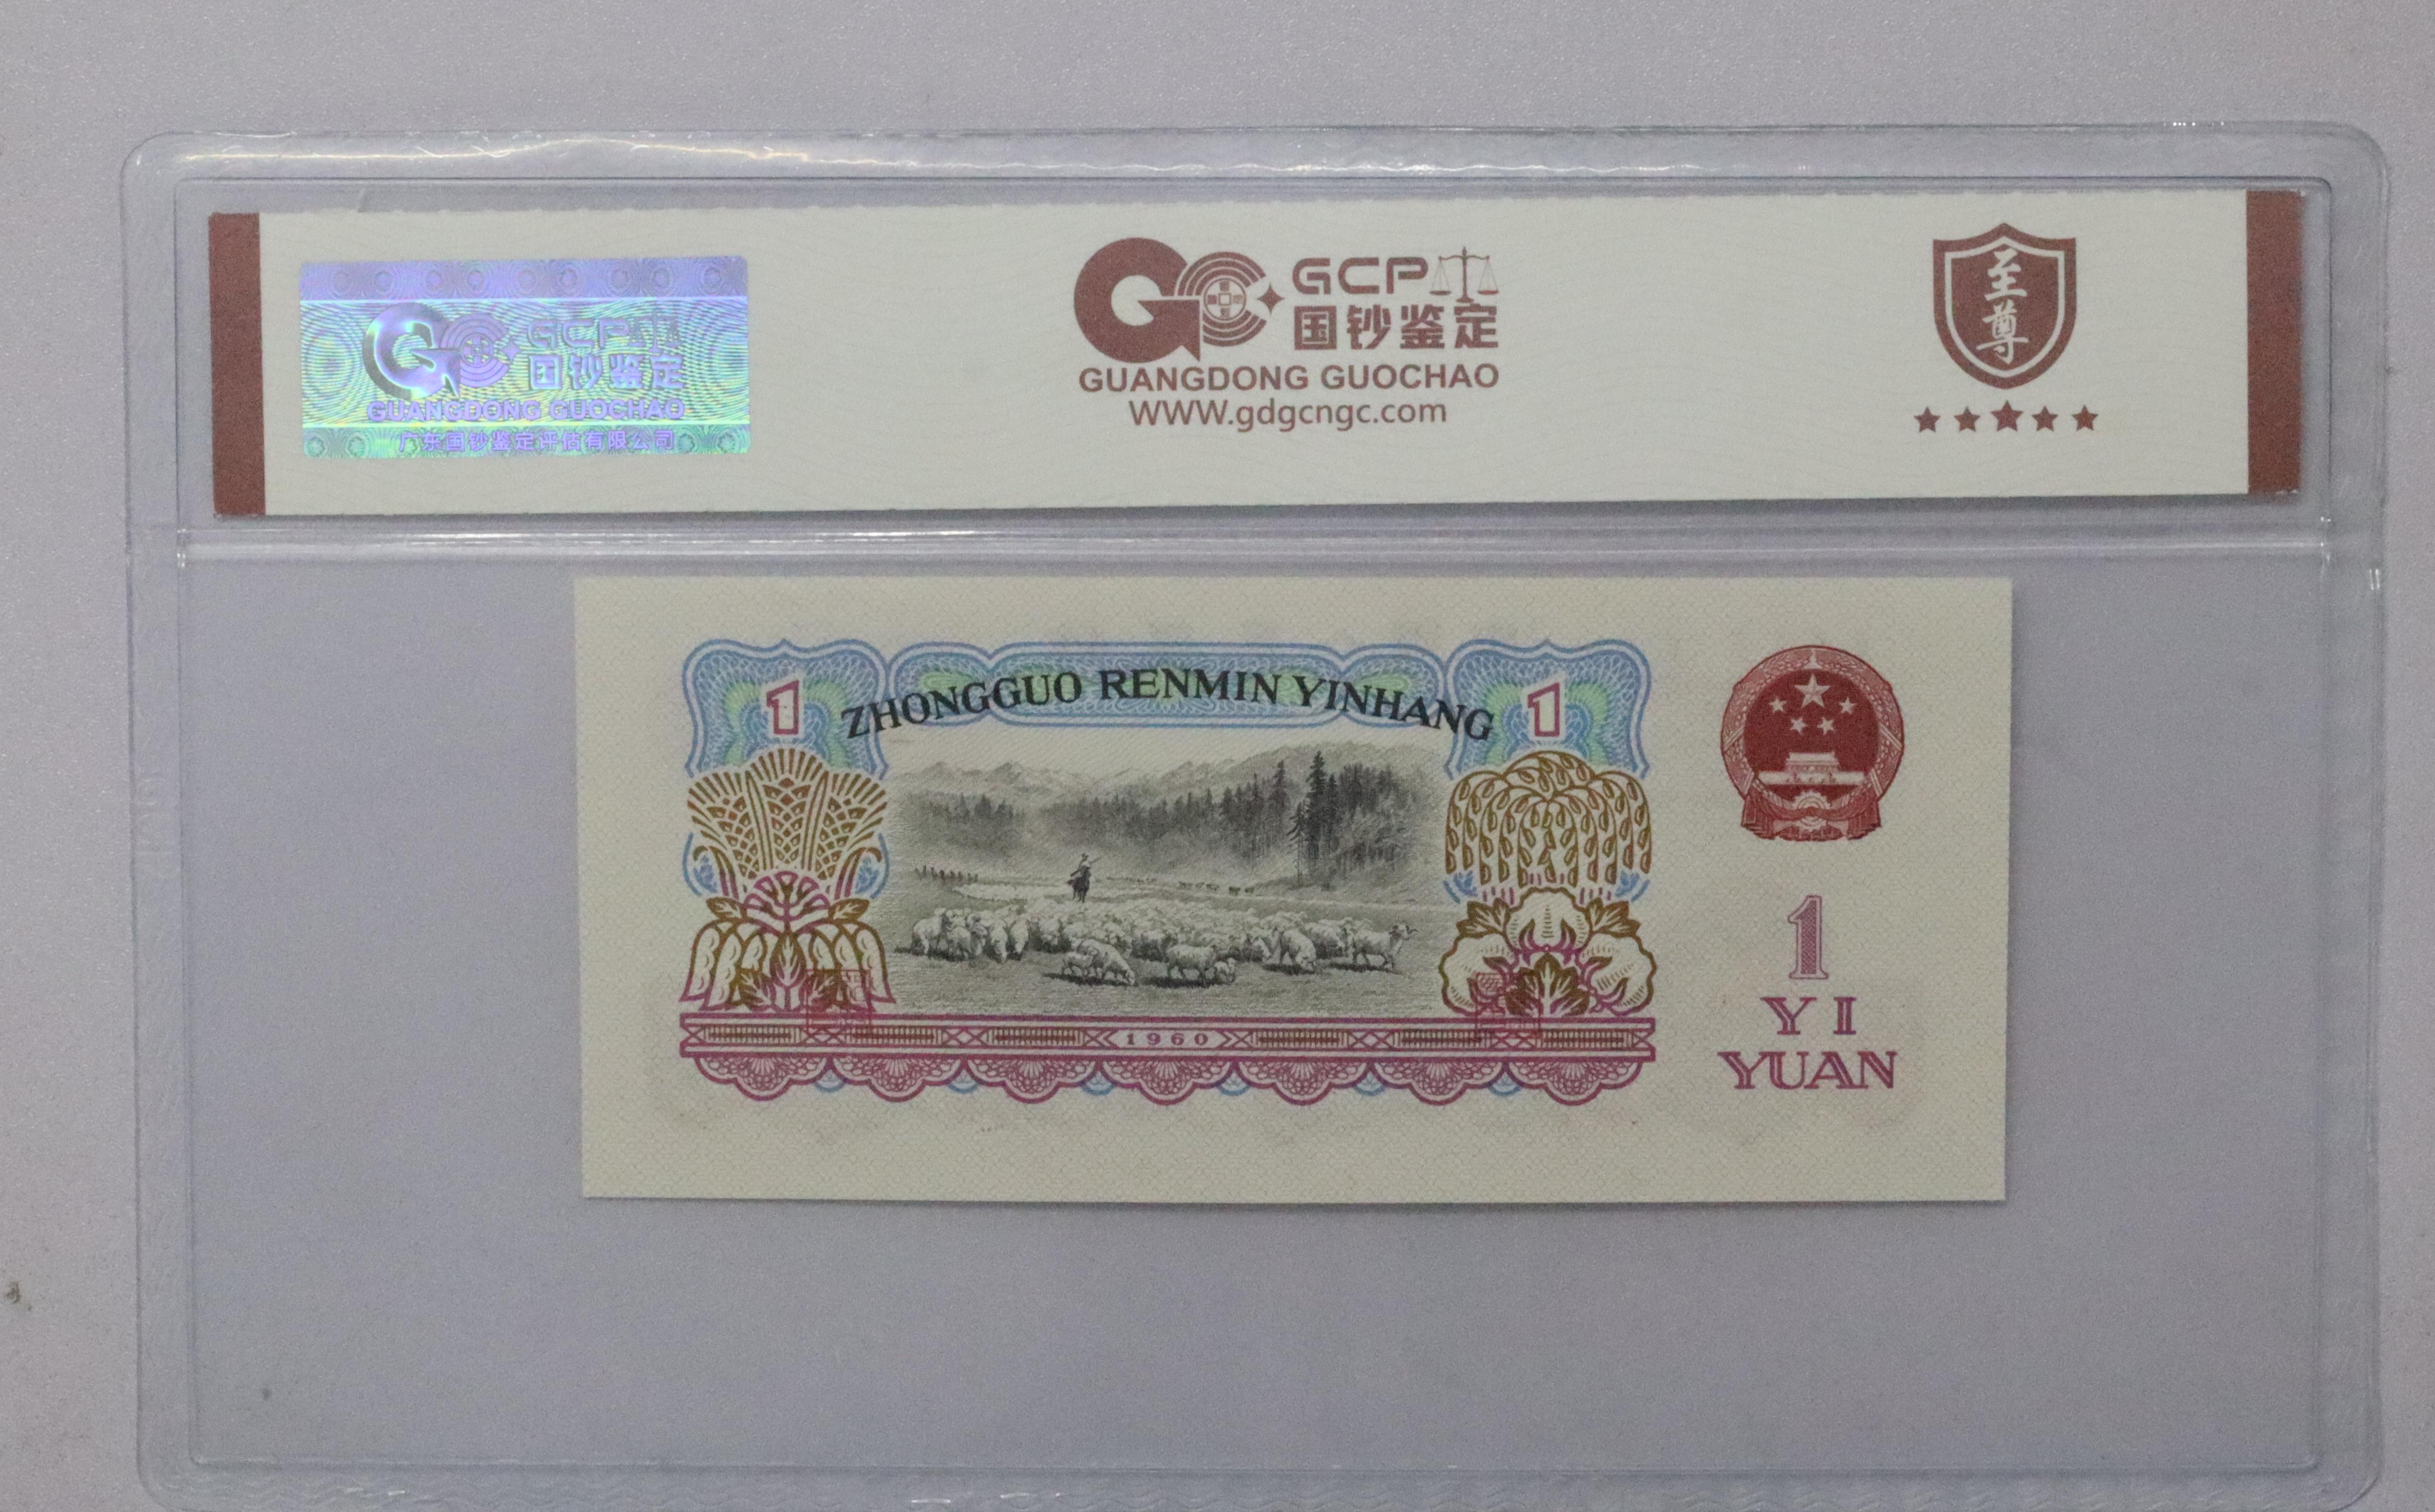 GCP
国钞鉴定
GUANGDONG GUOCHAO
广东国钞鉴定评估有限公司
GCP
国钞鉴定
GUANGDONG GUOCHAO
WWW.gdgcngc.com
至尊
ZHONGGUO RENMIN YINHANG
1
1
1960
1
YI
YUAN